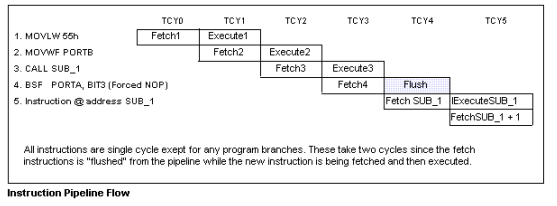 TCY0 TCY1 TCY2 TCY3 TCY4 TCY5
1. MOVLW 55h Fetch1 Execute1
2. MOVWF PORTB Fetch2 Execute2
3. CALL SUB_1 Fetch3 Execute3
4. BSF PORTA, BIT3 (Forced NOP) Fetch4 Flush
5. Instruction @ address SUB_1 Fetch SUB_1 IExecuteSUB_1
FetchSUB_1 + 1
All instructions are single cycle exept for any program branches. These take two cycles since the fetch
instructions is "flushed" from the pipeline while the new instruction is being fetched and then executed.
Instruction Pipeline Flow